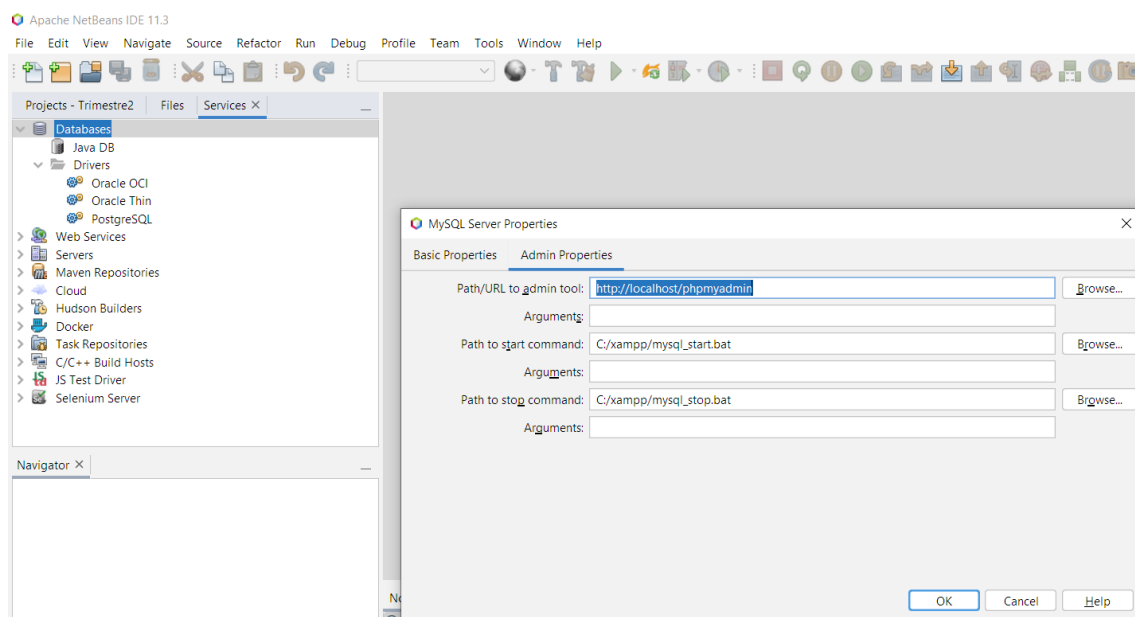 Apache NetBeans IDE 11.3
File Edit View Navigate Source Refactor Run Debug Profile Team Tools Window Help
Projects - Trimestre2 Files Services
Databases
Java DB
Drivers
Oracle OCI
Oracle Thin
PostgreSQL
Web Services
Servers
Maven Repositories
Cloud
Hudson Builders
Docker
Task Repositories
C/C++ Build Hosts
JS Test Driver
Selenium Server
Navigator
MySQL Server Properties
Basic Properties Admin Properties
Path/URL to admin tool: http://localhost/phpmyadmin Browse...
Arguments:
Path to start command: C:/xampp/mysql_start.bat Browse...
Arguments:
Path to stop command: C:/xampp/mysql_stop.bat Browse...
Arguments:
OK Cancel Help